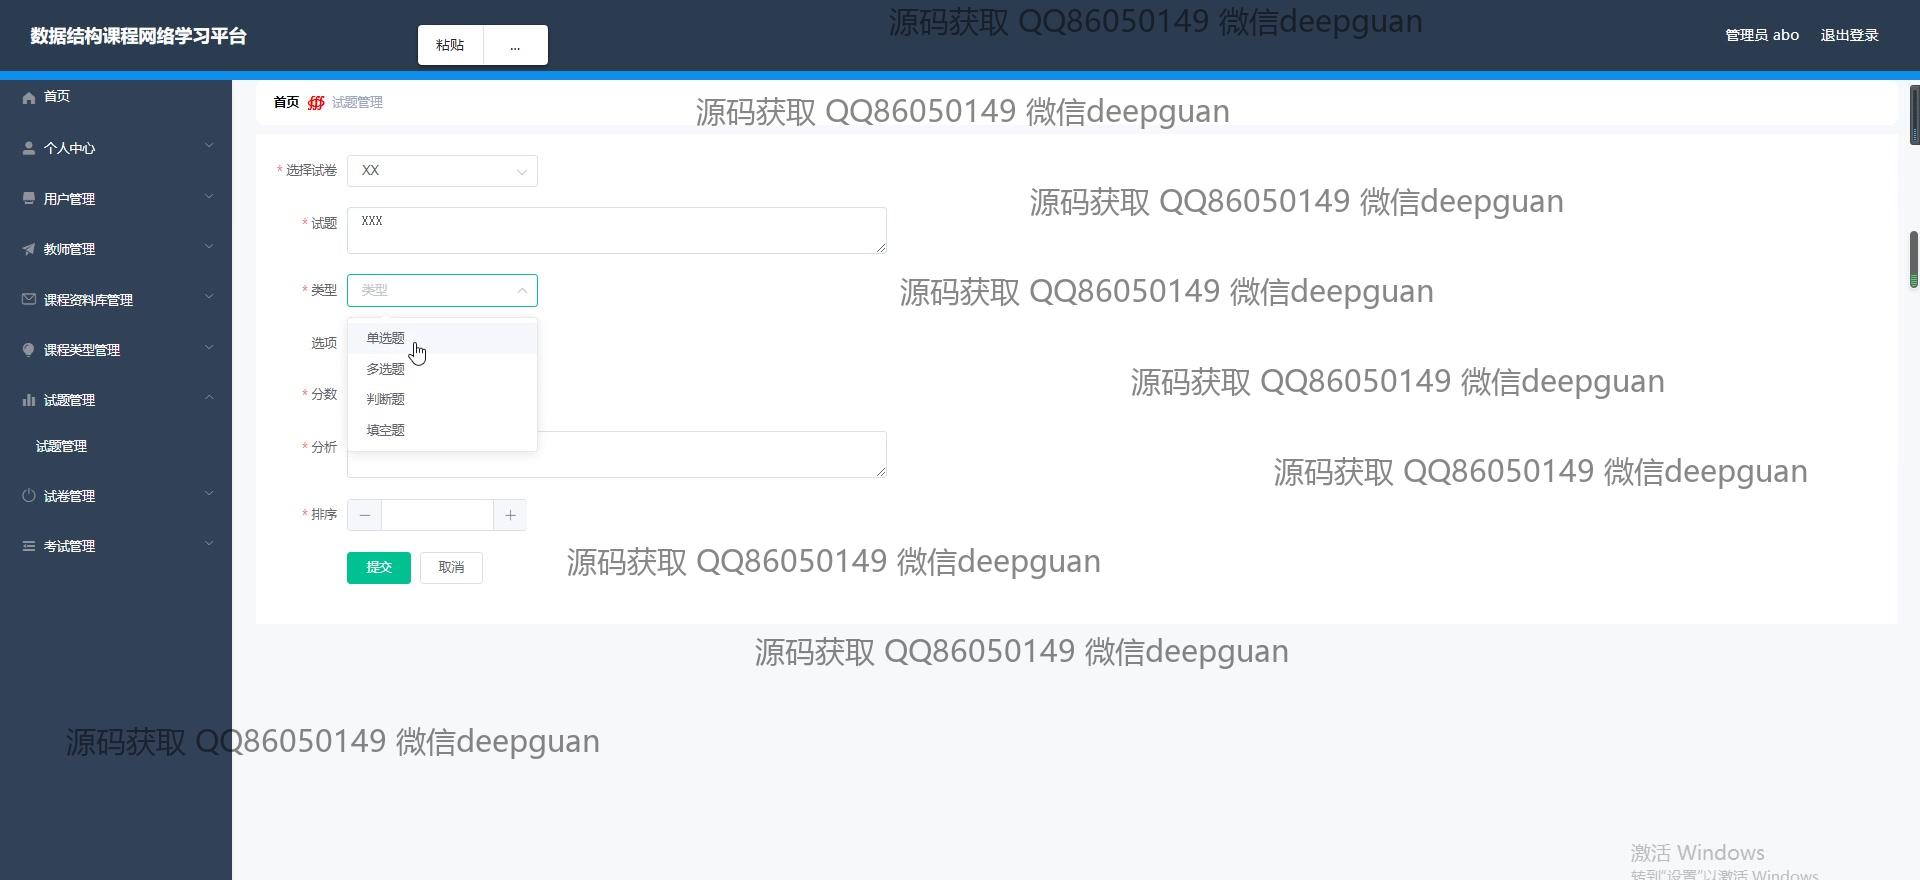 数据结构课程网络学习平台
粘贴
...
源码获取 QQ86050149 微信deepguan
管理员 abo
退出登录
首页
个人中心
用户管理
教师管理
课程资料库管理
课程类型管理
试题管理
试题管理
试卷管理
考试管理
首页
试题管理
源码获取 QQ86050149 微信deepguan
* 选择试卷
XX
源码获取 QQ86050149 微信deepguan
* 试题
XXX
* 类型
类型
源码获取 QQ86050149 微信deepguan
选项
单选题
多选题
判断题
填空题
源码获取 QQ86050149 微信deepguan
* 分数
* 分析
源码获取 QQ86050149 微信deepguan
* 排序
提交
取消
源码获取 QQ86050149 微信deepguan
源码获取 QQ86050149 微信deepguan
源码获取 QQ86050149 微信deepguan
激活 Windows
转到"设置"以激活 Windows